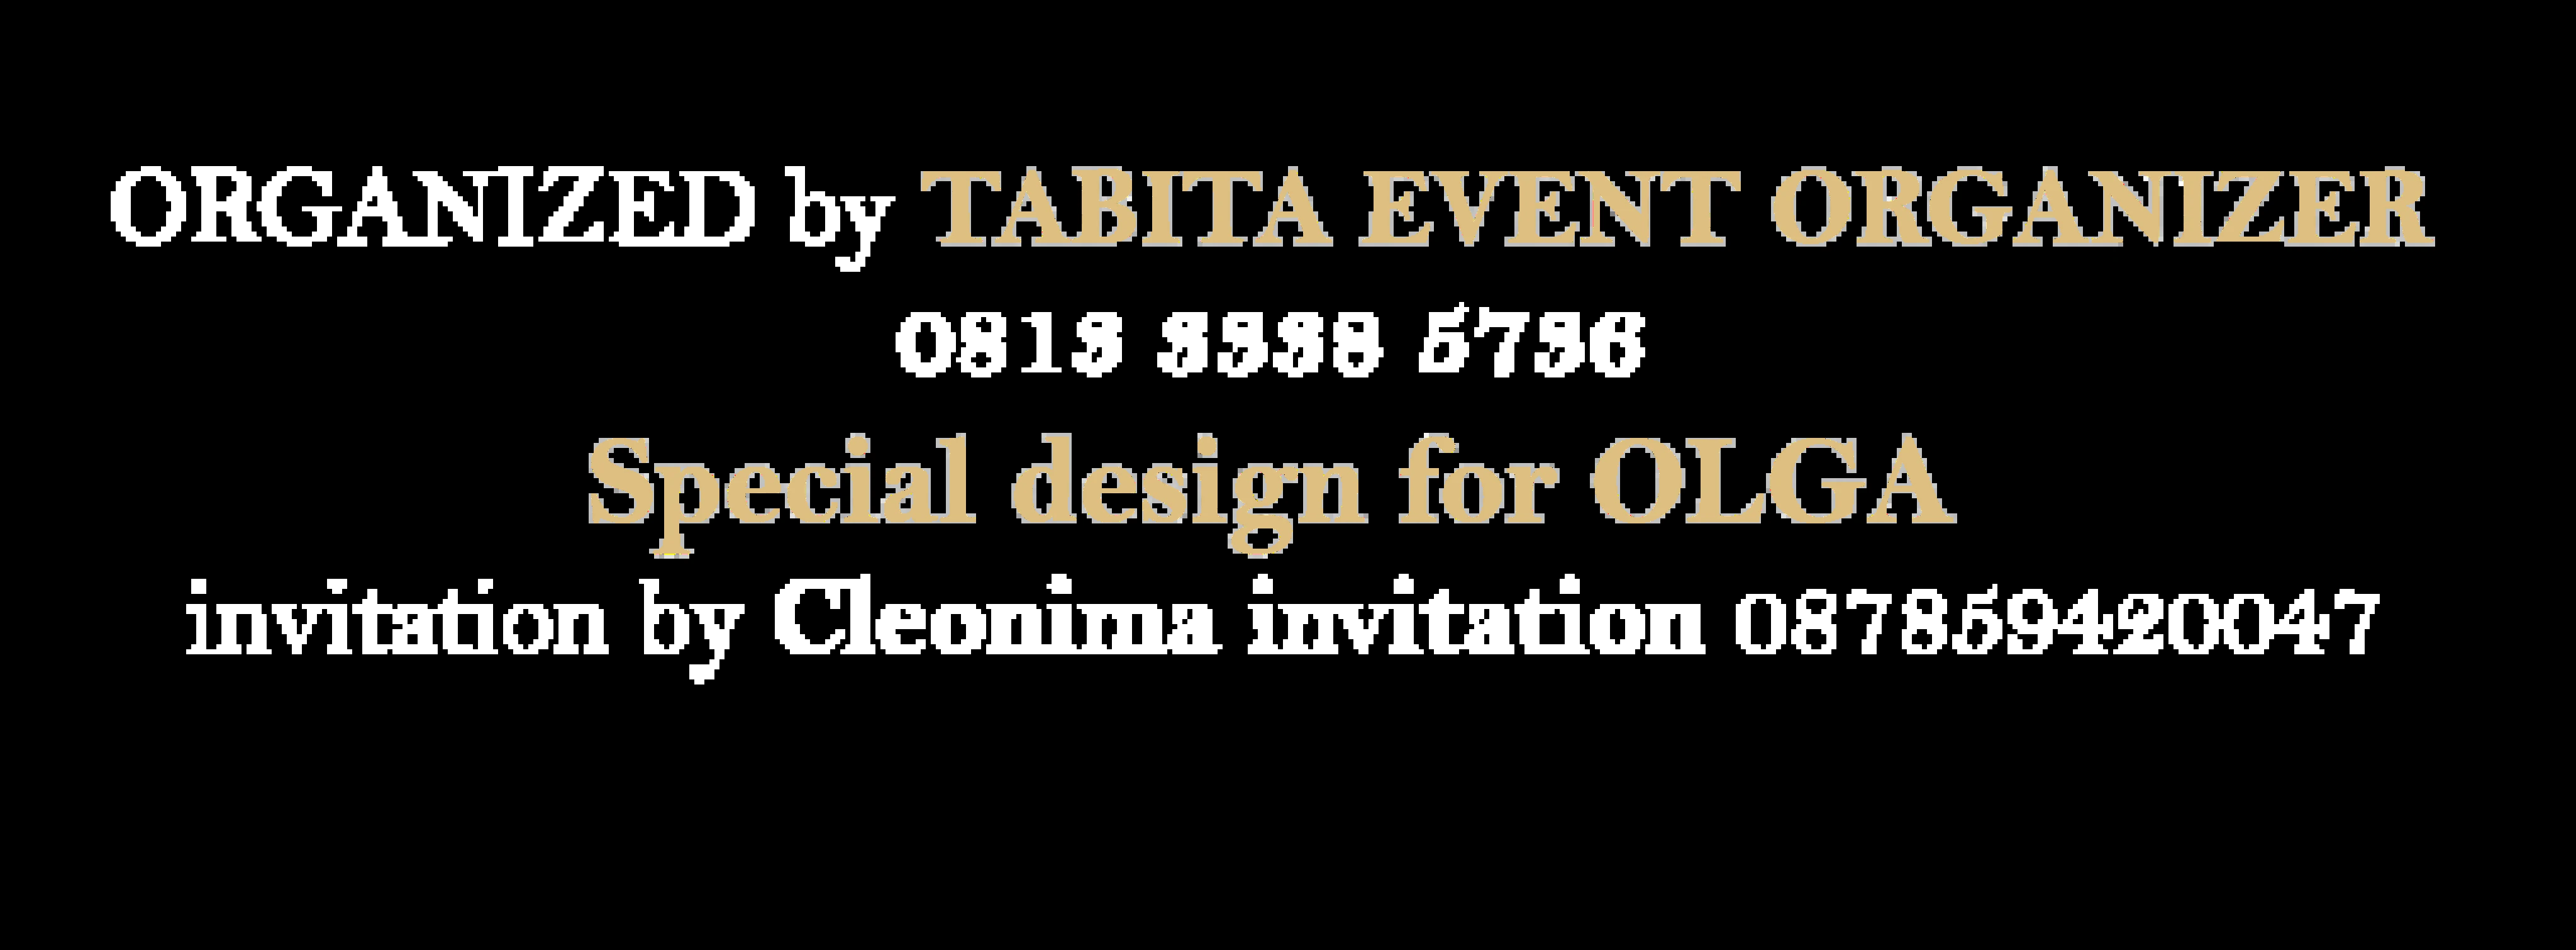 ORGANIZED by TABITA EVENT ORGANIZER
0813 3338 5736
Special design for OLGA
invitation by Cleonima invitation 087859420047